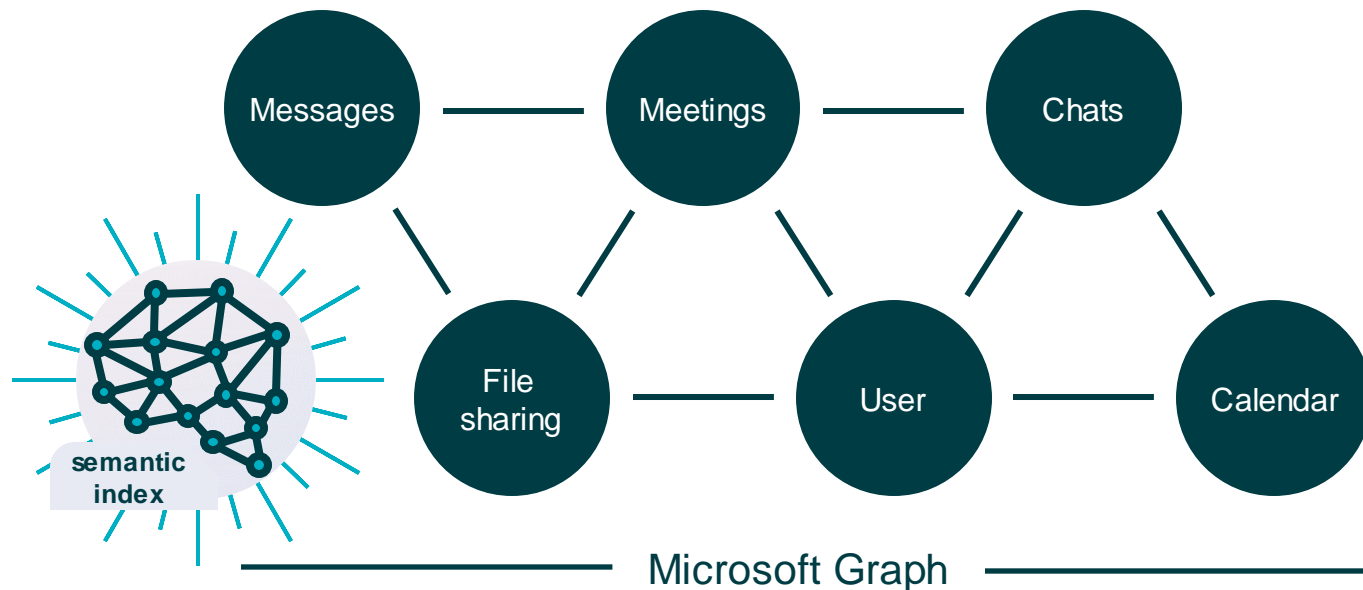 Messages
Meetings
Chats
File
sharing
User
Calendar
semantic
index
Microsoft Graph